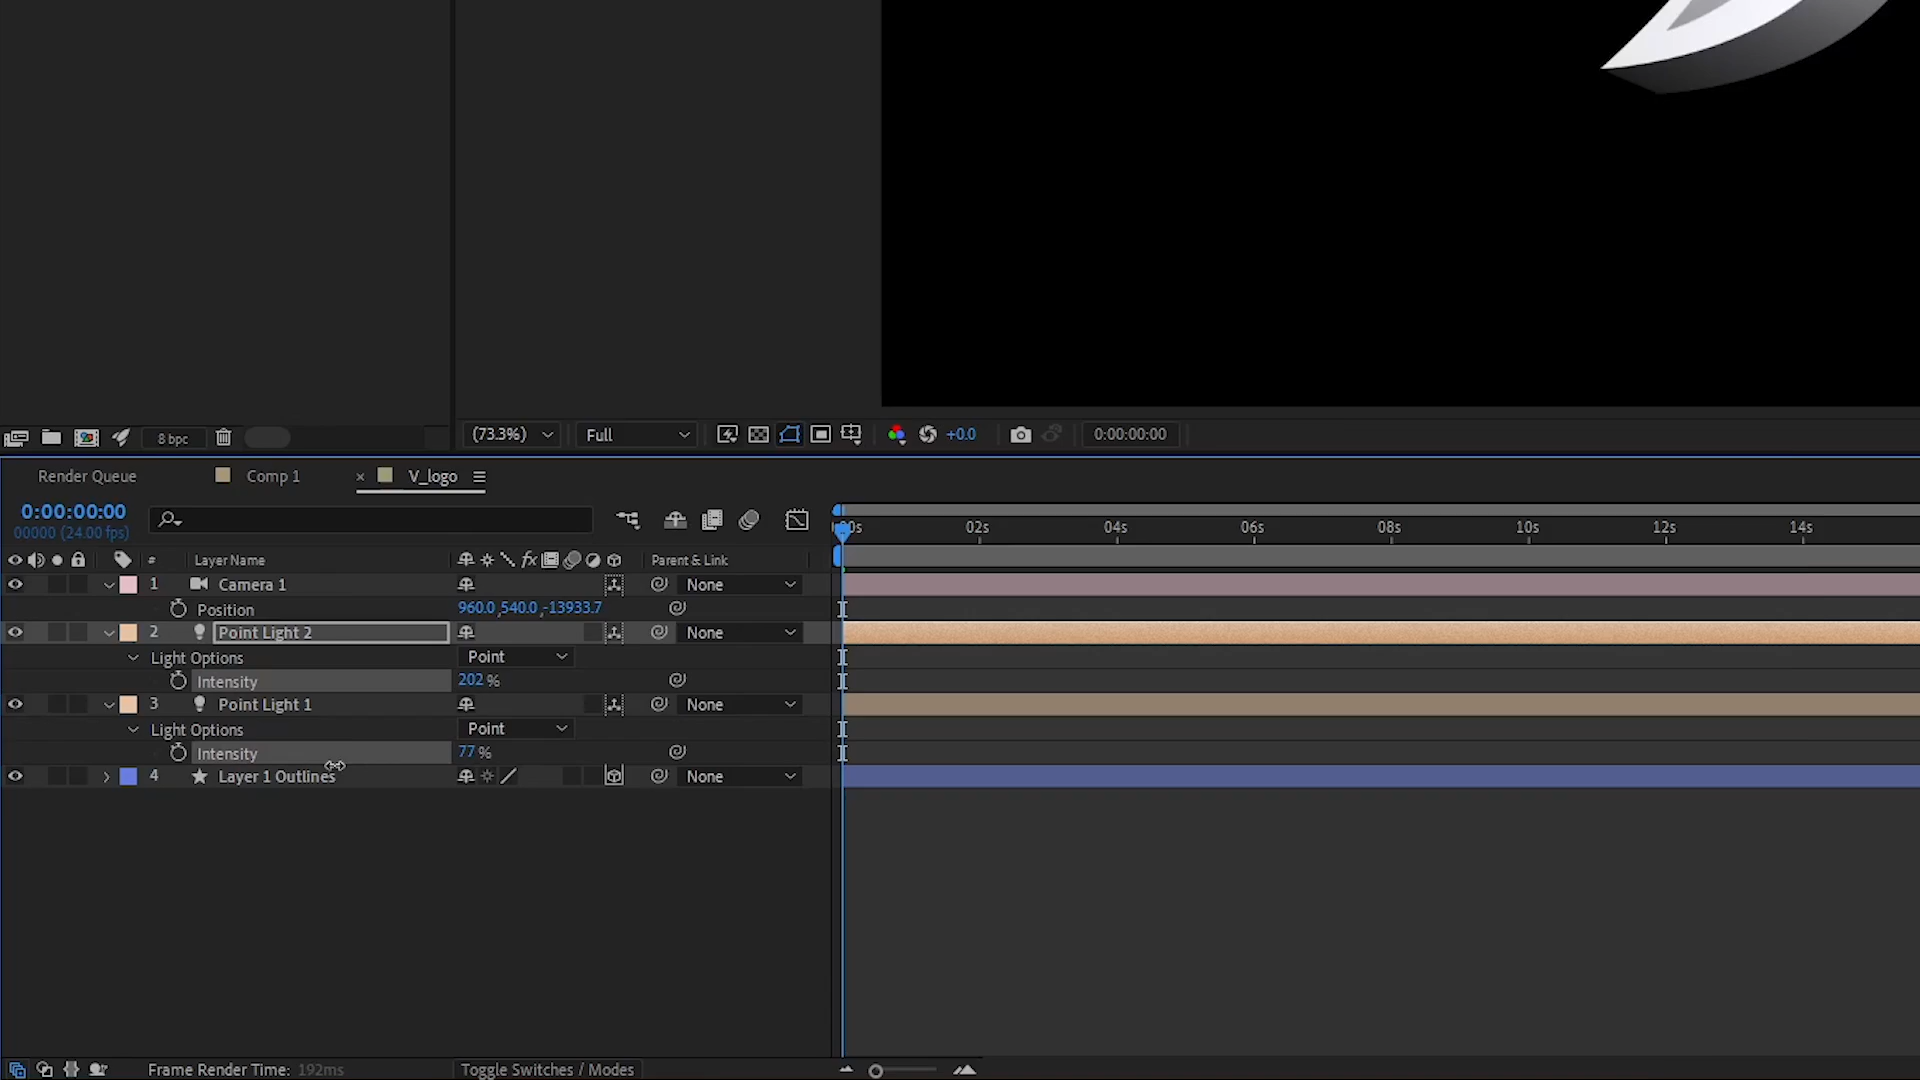 8 bpc
(73.3%) Full +0.0 0:00:00:00
Render Queue Comp 1 × V_logo
0:00:00:00
00000 (24.00 fps)
:00s 02s 04s 06s 08s 10s 12s 14s
# Layer Name fx Parent & Link
1 Camera 1 None
Position 960.0,540.0,-13933.7
2 Point Light 2 None
Light Options Point
Intensity 202 %
3 Point Light 1 None
Light Options Point
Intensity 77 %
4 Layer 1 Outlines None
Frame Render Time: 192ms Toggle Switches / Modes